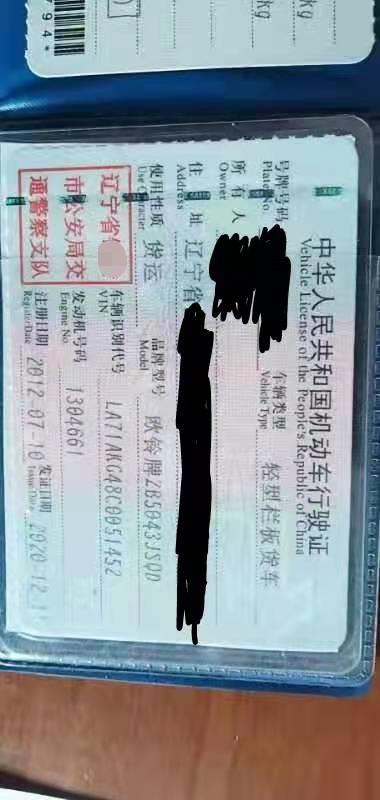 中华人民共和国机动车行驶证
Vehicle License of the People's Republic of China
号牌号码 车辆类型 轻型栏板货车
Plate No. Vehicle Type
所有人
Owner
住址 辽宁省
Address
使用性质 货运 品牌型号 欧铃牌ZB5043JSQD
Use Character Model
辽宁省
市公安局交
通警察支队
车辆识别代号 LA71AKC48C0051452
VIN
发动机号码 1304661
Engine No.
注册日期 2012-07-10 发证日期 2020-12-1
Register Date Issue Date
kg
kg
794*